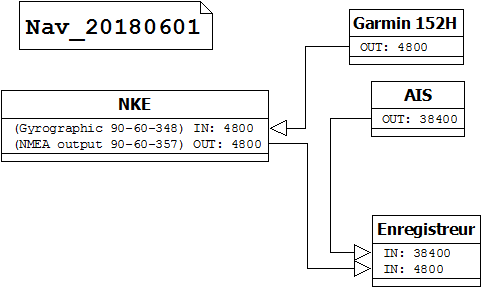 Nav_20180601
Garmin 152H
OUT: 4800
AIS
OUT: 38400
NKE
(Gyrographic 90-60-348) IN: 4800
(NMEA output 90-60-357) OUT: 4800
Enregistreur
IN: 38400
IN: 4800